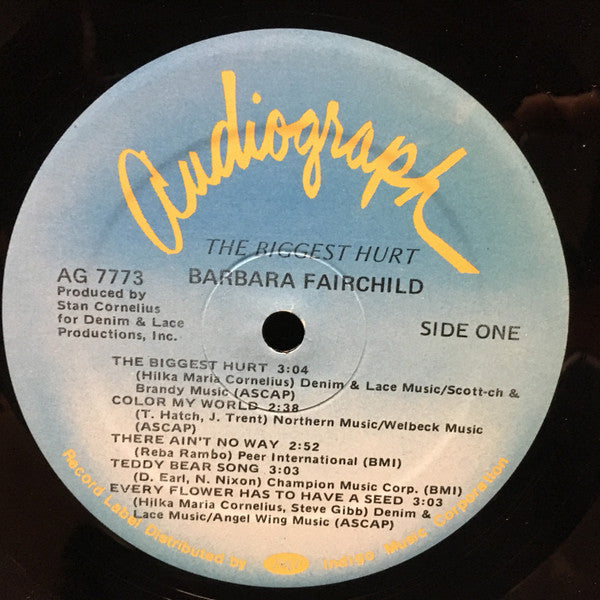 Audiograph
THE BIGGEST HURT
AG 7773
BARBARA FAIRCHILD
Produced by
Stan Cornelius
for Denim & Lace
Productions, Inc.
SIDE ONE
THE BIGGEST HURT 3:04
(Hilka Maria Cornelius) Denim & Lace Music/Scott-ch &
Brandy Music (ASCAP)
COLOR MY WORLD 2:38
(T. Hatch, J. Trent) Northern Music/Welbeck Music
(ASCAP)
THERE AIN'T NO WAY 2:52
(Reba Rambo) Peer International (BMI)
TEDDY BEAR SONG 3:03
(D. Earl, N. Nixon) Champion Music Corp. (BMI)
EVERY FLOWER HAS TO HAVE A SEED 3:03
(Hilka Maria Cornelius, Steve Gibb) Denim &
Lace Music/Angel Wing Music (ASCAP)
Record Label Distributed by Indigo Music Corporation